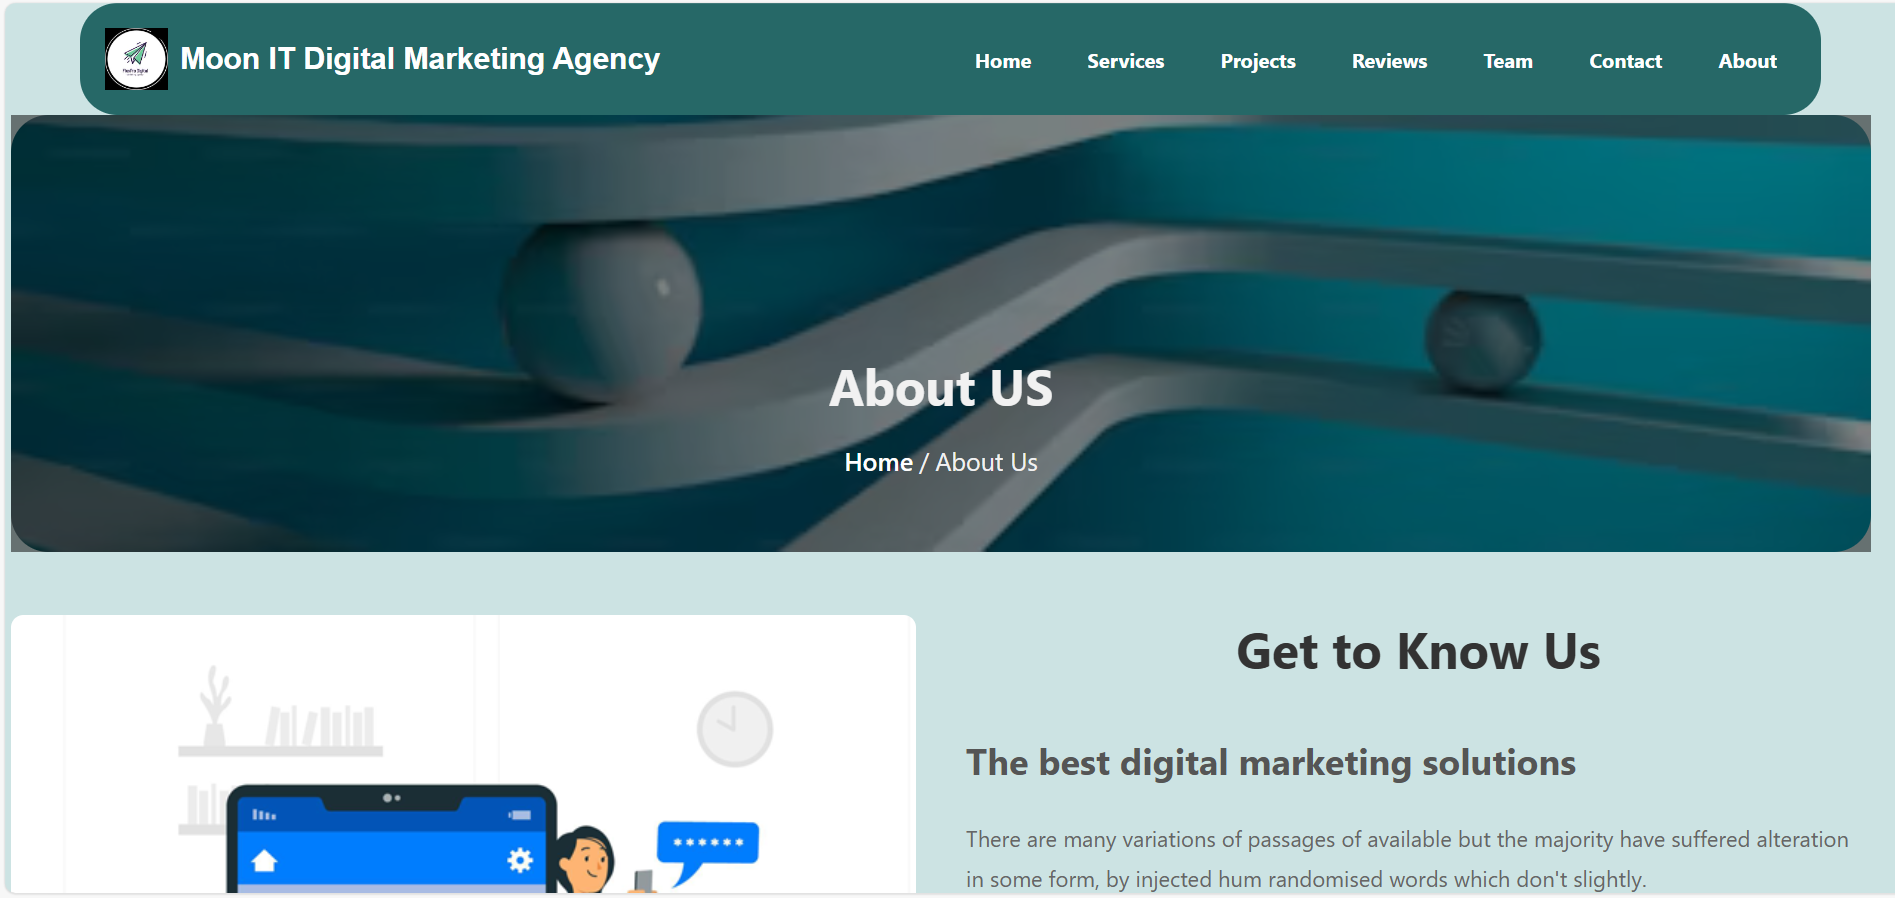 Moon IT Digital Marketing Agency
Home Services Projects Reviews Team Contact About
About US
Home / About Us
Get to Know Us
The best digital marketing solutions
There are many variations of passages of available but the majority have suffered alteration
in some form, by injected hum randomised words which don't slightly.
******